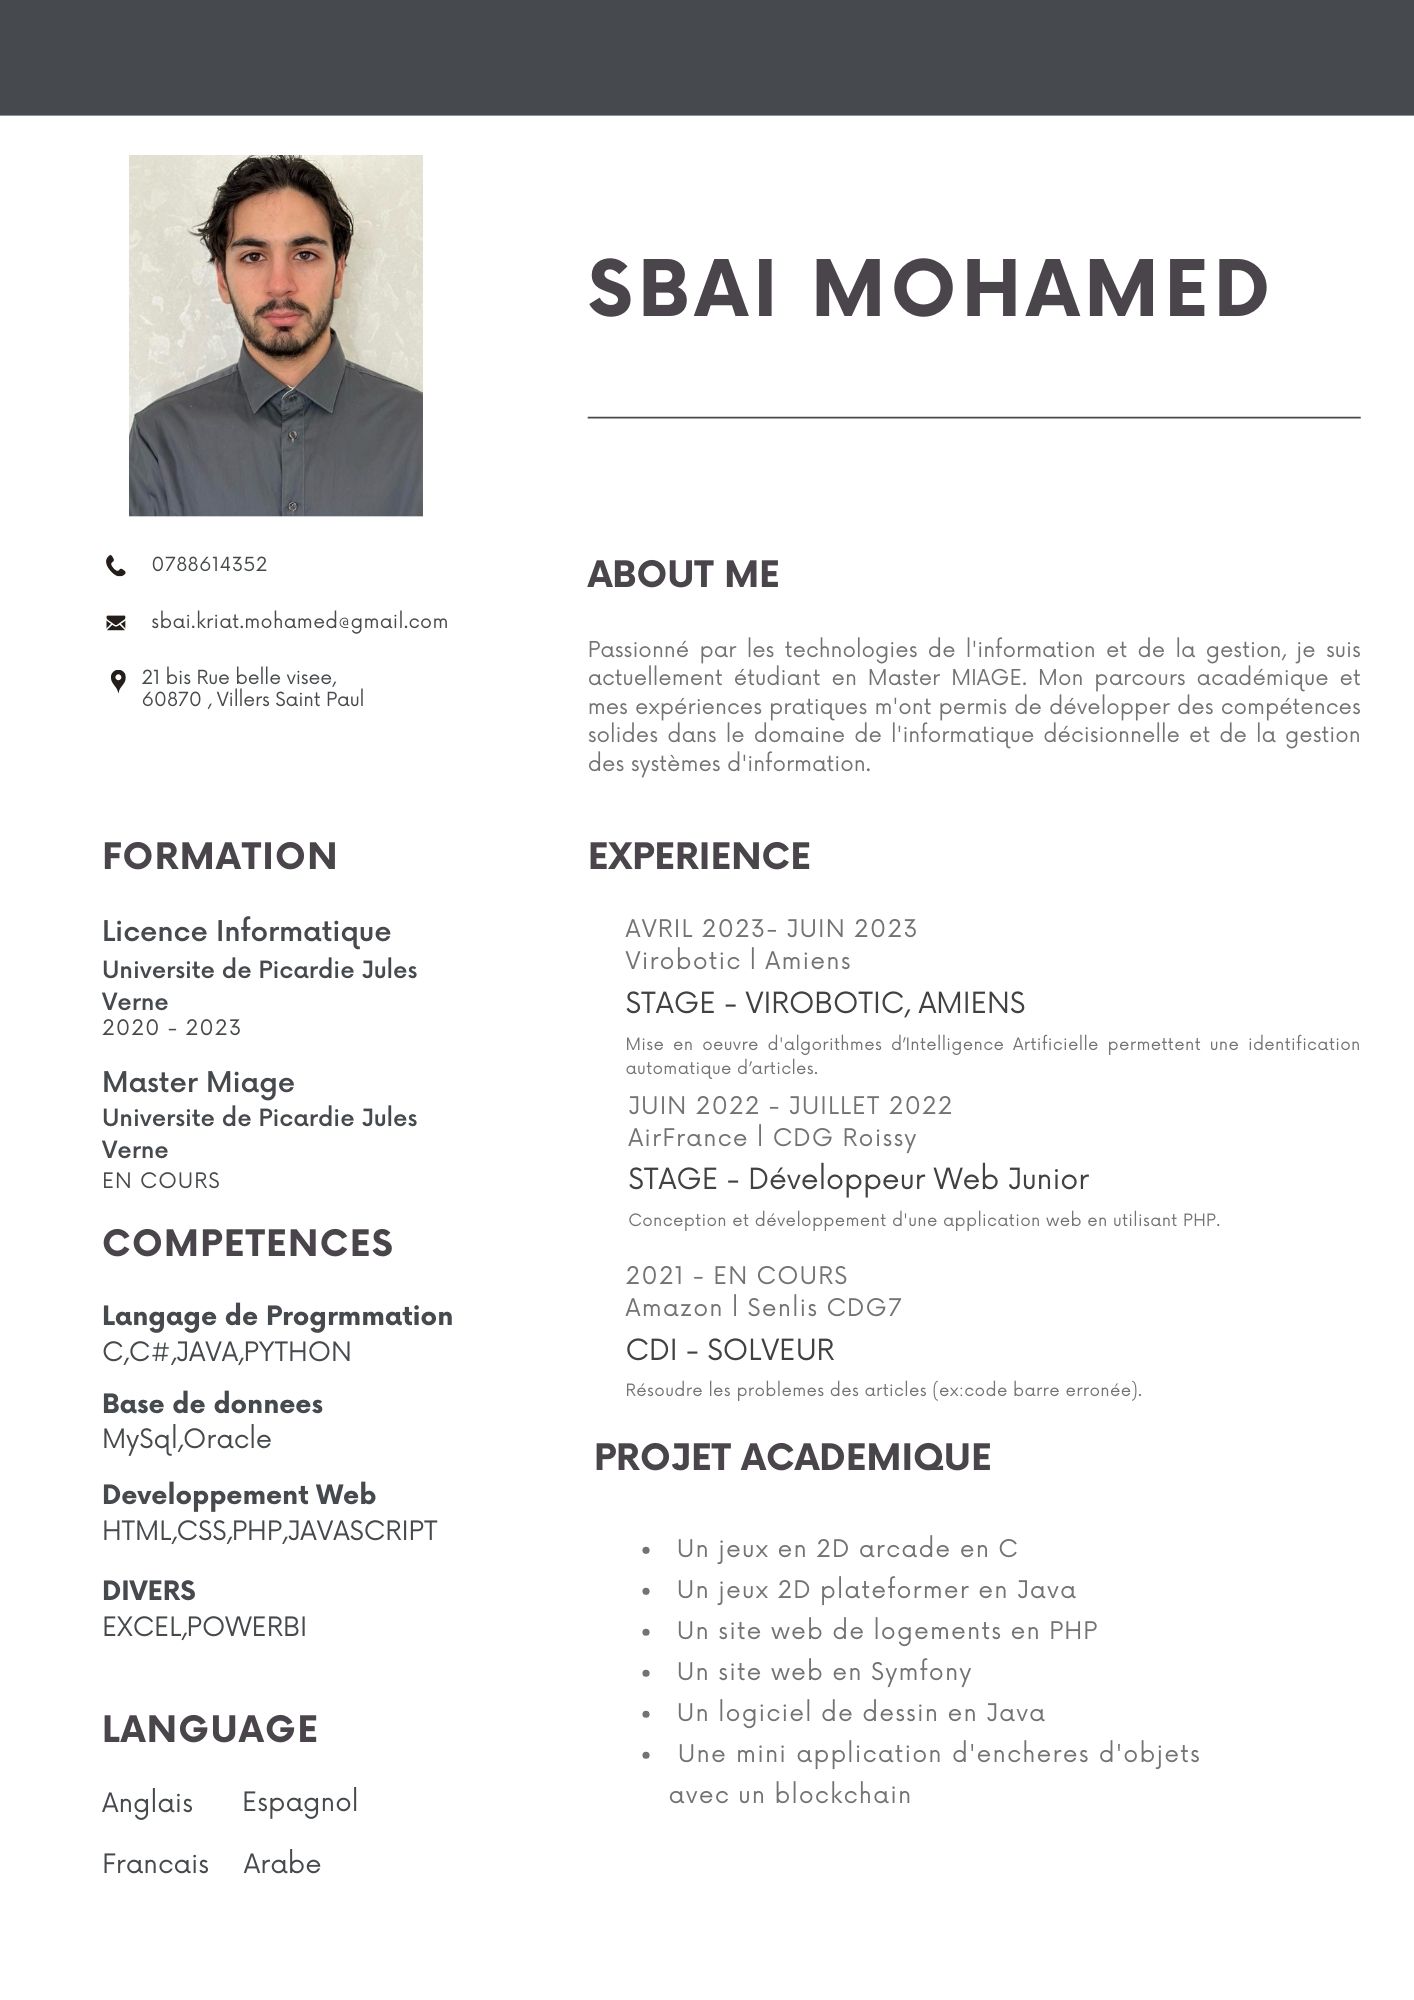 SBAI MOHAMED
0788614352
sbai.kriat.mohamed@gmail.com
21 bis Rue belle visee,
60870 , Villers Saint Paul
ABOUT ME
Passionné par les technologies de l'information et de la gestion, je suis
actuellement étudiant en Master MIAGE. Mon parcours académique et
mes expériences pratiques m'ont permis de développer des compétences
solides dans le domaine de l'informatique décisionnelle et de la gestion
des systèmes d'information.
FORMATION
Licence Informatique
Universite de Picardie Jules
Verne
2020 - 2023
Master Miage
Universite de Picardie Jules
Verne
EN COURS
COMPETENCES
Langage de Progrmmation
C,C#,JAVA,PYTHON
Base de donnees
MySql,Oracle
Developpement Web
HTML,CSS,PHP,JAVASCRIPT
DIVERS
EXCEL,POWERBI
LANGUAGE
Anglais Espagnol
Francais Arabe
EXPERIENCE
AVRIL 2023- JUIN 2023
Virobotic | Amiens
STAGE - VIROBOTIC, AMIENS
Mise en oeuvre d'algorithmes d’Intelligence Artificielle permettent une identification
automatique d’articles.
JUIN 2022 - JUILLET 2022
AirFrance | CDG Roissy
STAGE - Développeur Web Junior
Conception et développement d'une application web en utilisant PHP.
2021 - EN COURS
Amazon | Senlis CDG7
CDI - SOLVEUR
Résoudre les problemes des articles (ex:code barre erronée).
PROJET ACADEMIQUE
• Un jeux en 2D arcade en C
• Un jeux 2D plateformer en Java
• Un site web de logements en PHP
• Un site web en Symfony
• Un logiciel de dessin en Java
• Une mini application d'encheres d'objets
avec un blockchain